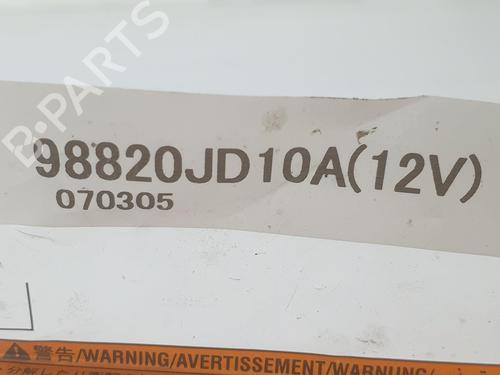 B-PARTS
98820JD10A(12V)
070305
警告/WARNING/AVERTISSEMENT/WARNUNG/